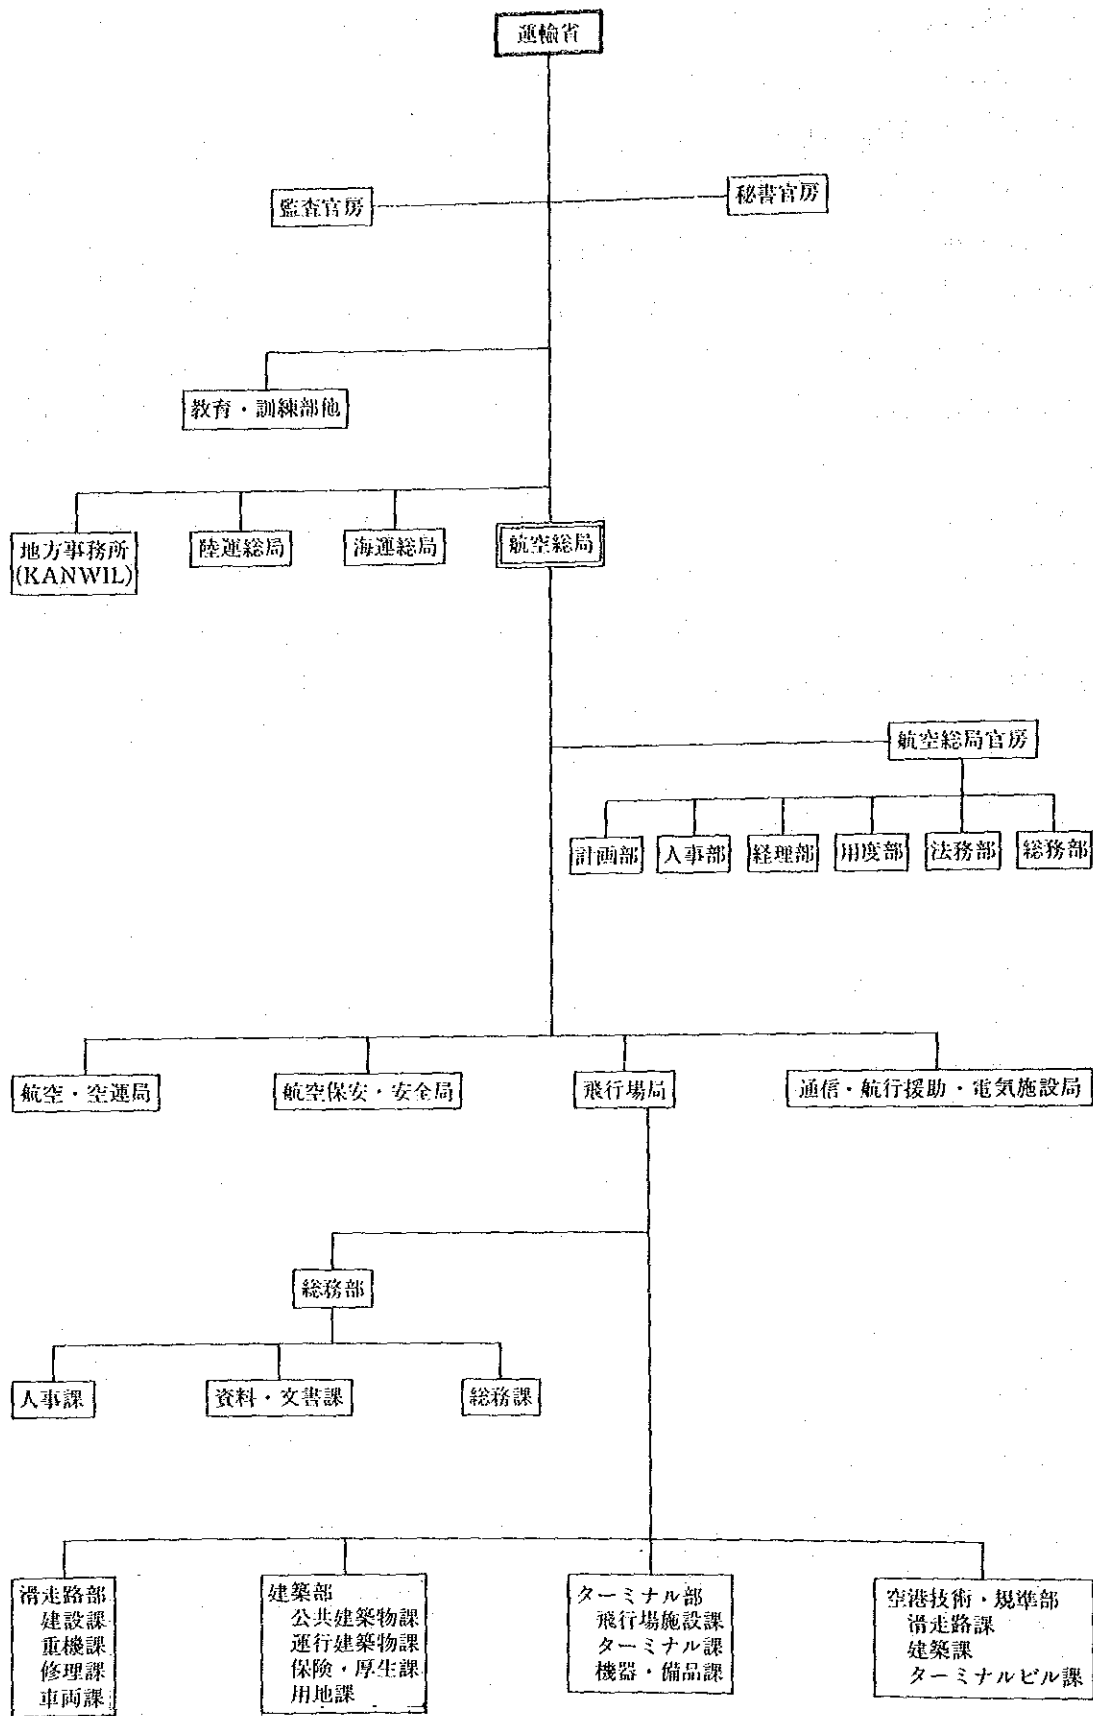 運輸省
監査官房
秘書官房
教育・訓練部他
地方事務所
(KANWIL)
陸運総局
海運総局
航空総局
航空総局官房
計画部
人事部
経理部
用度部
法務部
総務部
航空・空運局
航空保安・安全局
飛行場局
通信・航行援助・電気施設局
総務部
人事課
資料・文書課
総務課
滑走路部
建設課
重機課
修理課
車両課
建築部
公共建築物課
運行建築物課
保険・厚生課
用地課
ターミナル部
飛行場施設課
ターミナル課
機器・備品課
空港技術・規準部
滑走路課
建築課
ターミナルビル課